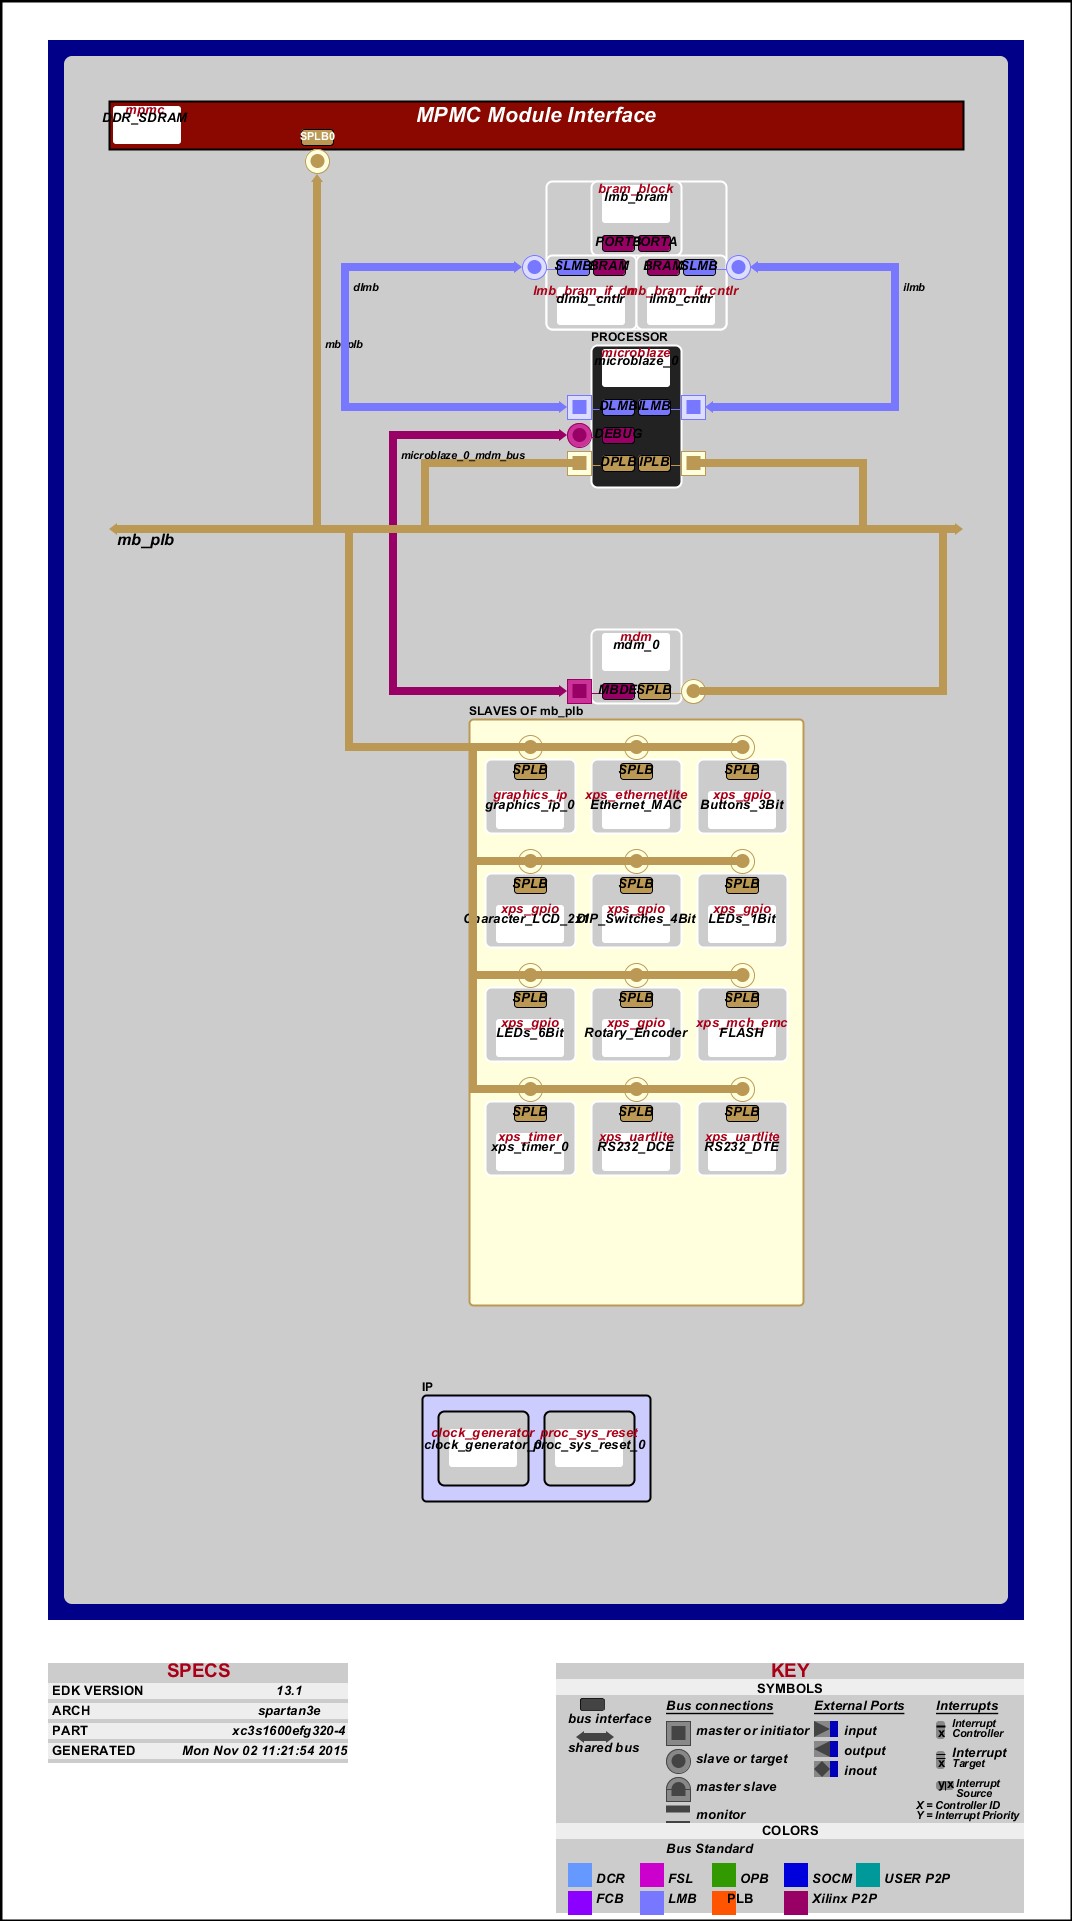 MPMC Module Interface
mpmc
DDR_SDRAM
SPLB0
bram_block
lmb_bram
PORTB PORTA
SLMB BRAM BRAM SLMB
dlmb
ilmb
lmb_bram_if_cntlr lmb_bram_if_cntlr
dlmb_cntlr ilmb_cntlr
PROCESSOR
mb_plb
microblaze
microblaze_0
DLMB ILMB
DEBUG
microblaze_0_mdm_bus
DPLB IPLB
mb_plb
mdm
mdm_0
SPLB
SLAVES OF mb_plb
SPLB SPLB SPLB
graphics_ip xps_ethernetlite xps_gpio
graphics_ip_0 Ethernet_MAC Buttons_3Bit
SPLB SPLB SPLB
xps_gpio xps_gpio xps_gpio
DIP_Switches_4Bit LEDs_1Bit
SPLB SPLB SPLB
xps_gpio xps_gpio xps_mch_emc
LEDs_6Bit Rotary_Encoder FLASH
SPLB SPLB SPLB
xps_timer xps_uartlite xps_uartlite
xps_timer_0 RS232_DCE RS232_DTE
IP
clock_generator proc_sys_reset
clock_generator_0 proc_sys_reset_0
SPECS
EDK VERSION 13.1
ARCH spartan3e
PART xc3s1600efg320-4
GENERATED Mon Nov 02 11:21:54 2015
KEY
SYMBOLS
bus interface
shared bus
Bus connections
master or initiator
slave or target
master slave
monitor
External Ports
input
output
inout
Interrupts
x Interrupt
Controller
x Interrupt
Target
y|x Interrupt
Source
X = Controller ID
Y = Interrupt Priority
COLORS
Bus Standard
DCR FSL OPB SOCM USER P2P
FCB LMB PLB Xilinx P2P